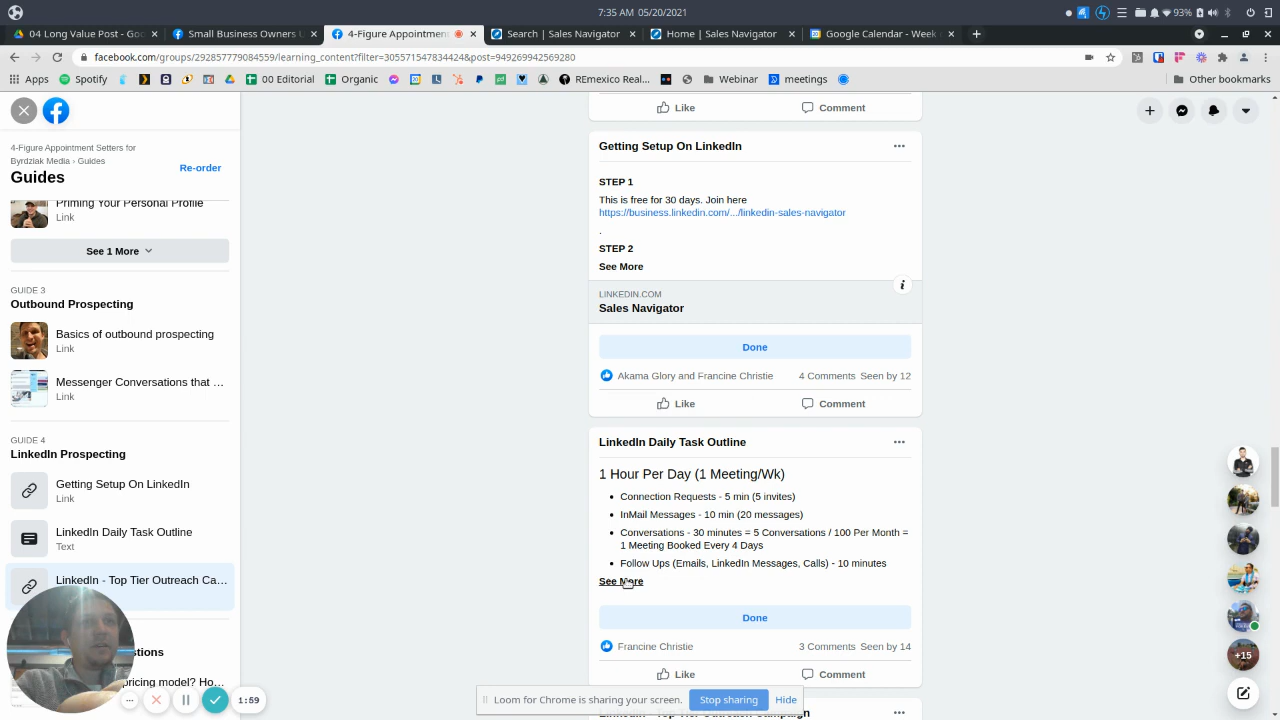 7:35 AM 05/20/2021
93%
04 Long Value Post - Goo
Small Business Owners U
4-Figure Appointment
Search | Sales Navigator
Home | Sales Navigator
Google Calendar - Week
facebook.com/groups/292857779084559/learning_content?filter=305571547834424&post=949269942569280
Apps
Spotify
00 Editorial
Organic
REmexico Real...
Webinar
meetings
Other bookmarks
4-Figure Appointment Setters for
Byrdziak Media › Guides
Guides
Re-order
Priming Your Personal Profile
Link
See 1 More
GUIDE 3
Outbound Prospecting
Basics of outbound prospecting
Link
Messenger Conversations that ...
Link
GUIDE 4
LinkedIn Prospecting
Getting Setup On LinkedIn
Link
LinkedIn Daily Task Outline
Text
LinkedIn - Top Tier Outreach Ca...
pricing model? Ho...
1:59
Like
Comment
Getting Setup On LinkedIn
STEP 1
This is free for 30 days. Join here
https://business.linkedin.com/.../linkedin-sales-navigator
.
STEP 2
See More
LINKEDIN.COM
Sales Navigator
Done
Akama Glory and Francine Christie
4 Comments Seen by 12
Like
Comment
LinkedIn Daily Task Outline
1 Hour Per Day (1 Meeting/Wk)
• Connection Requests - 5 min (5 invites)
• InMail Messages - 10 min (20 messages)
• Conversations - 30 minutes = 5 Conversations / 100 Per Month =
1 Meeting Booked Every 4 Days
• Follow Ups (Emails, LinkedIn Messages, Calls) - 10 minutes
See More
Done
Francine Christie
3 Comments Seen by 14
Like
Comment
Loom for Chrome is sharing your screen.
Stop sharing
Hide
+15